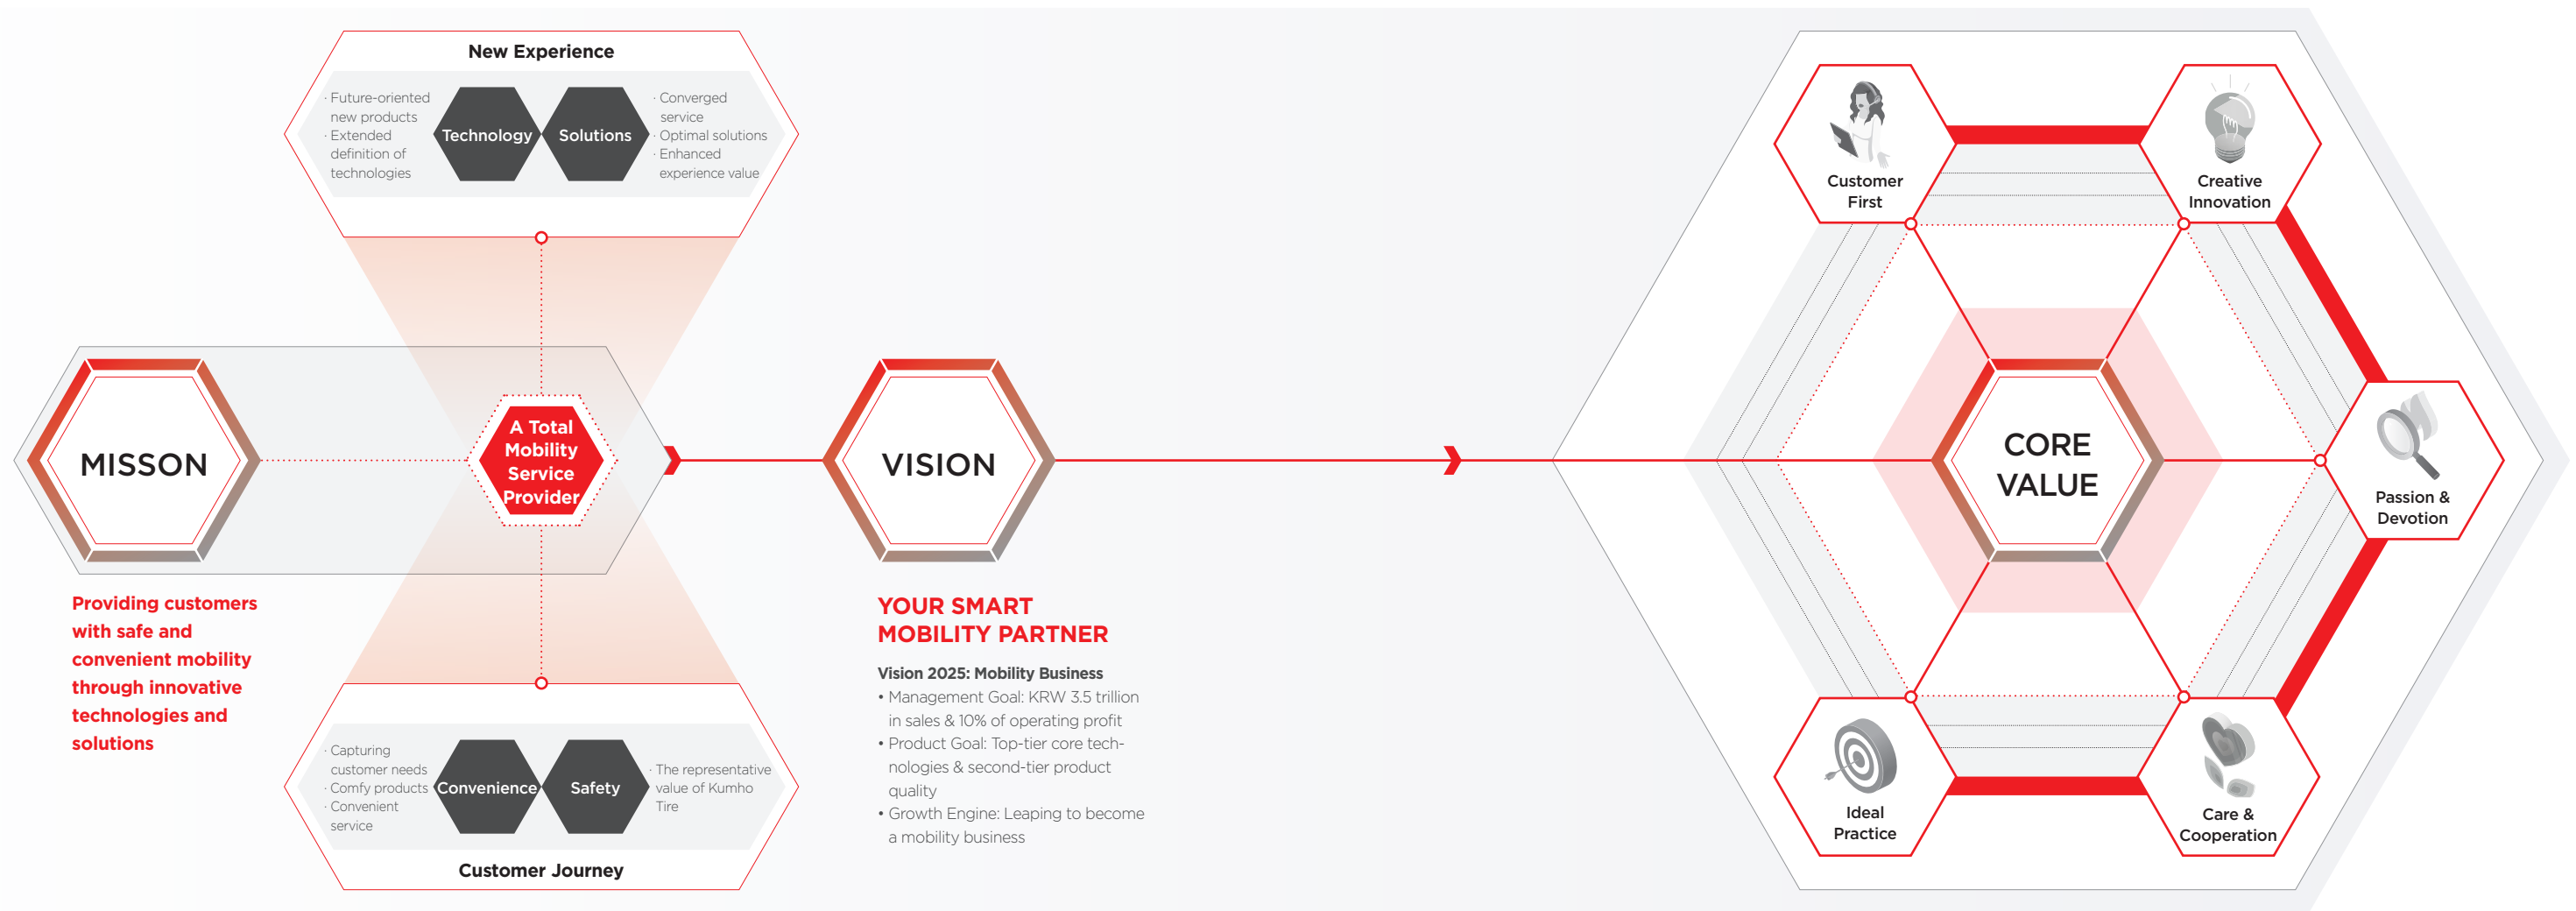 MISSON
Providing customers
with safe and
convenient mobility
through innovative
technologies and
solutions
New Experience
· Future-oriented
new products
· Extended
definition of
technologies
Technology
Solutions
· Converged
service
· Optimal solutions
· Enhanced
experience value
A Total
Mobility
Service
Provider
· Capturing
customer needs
· Comfy products
· Convenient
service
Convenience
Safety
· The representative
value of Kumho
Tire
Customer Journey
VISION
YOUR SMART
MOBILITY PARTNER
Vision 2025: Mobility Business
• Management Goal: KRW 3.5 trillion
in sales & 10% of operating profit
• Product Goal: Top-tier core tech-
nologies & second-tier product
quality
• Growth Engine: Leaping to become
a mobility business
CORE
VALUE
Customer
First
Creative
Innovation
Passion &
Devotion
Care &
Cooperation
Ideal
Practice